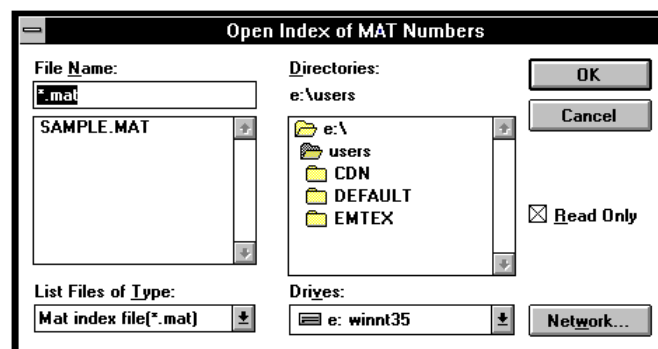 Open Index of MAT Numbers
File Name:
*.mat
SAMPLE.MAT
List Files of Type:
Mat index file(*.mat)
Directories:
e:\users
e:\
users
CDN
DEFAULT
EMTEX
Drives:
e: winnt35
OK
Cancel
Read Only
Network...